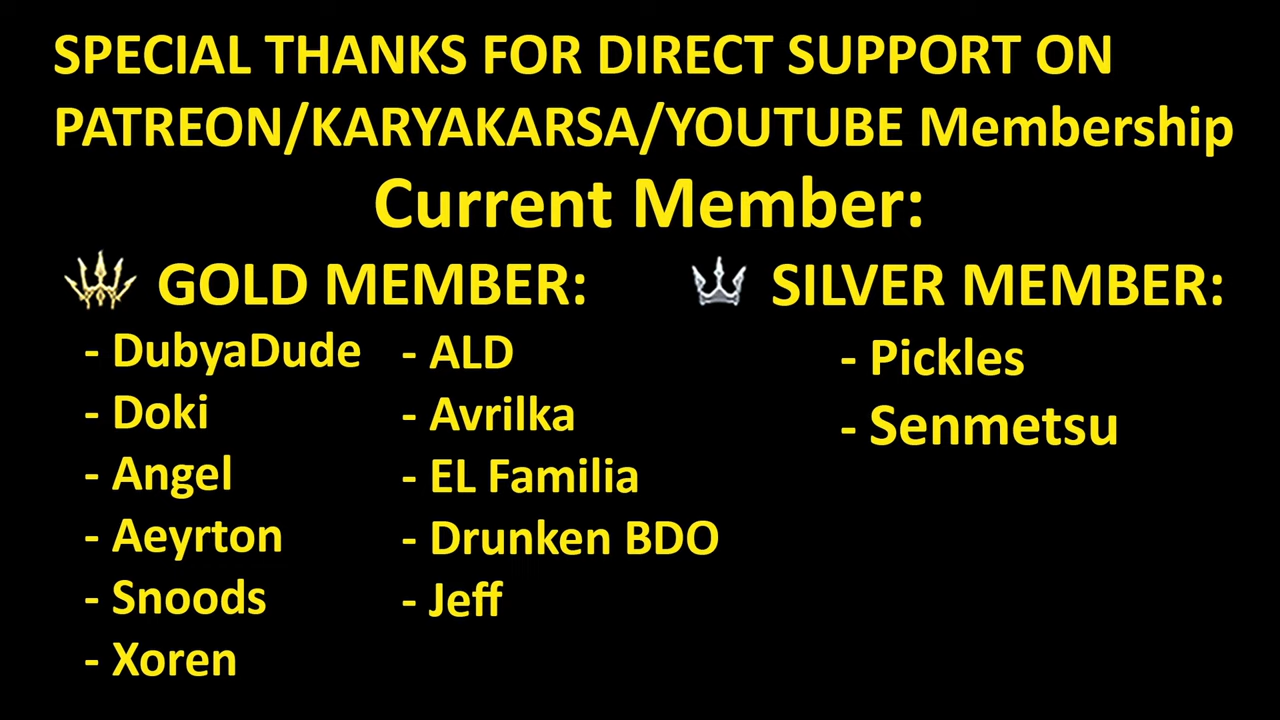 SPECIAL THANKS FOR DIRECT SUPPORT ON
PATREON/KARYAKARSA/YOUTUBE Membership
Current Member:
GOLD MEMBER:
- DubyaDude
- Doki
- Angel
- Aeyrton
- Snoods
- Xoren
- ALD
- Avrilka
- EL Familia
- Drunken BDO
- Jeff
SILVER MEMBER:
- Pickles
- Senmetsu